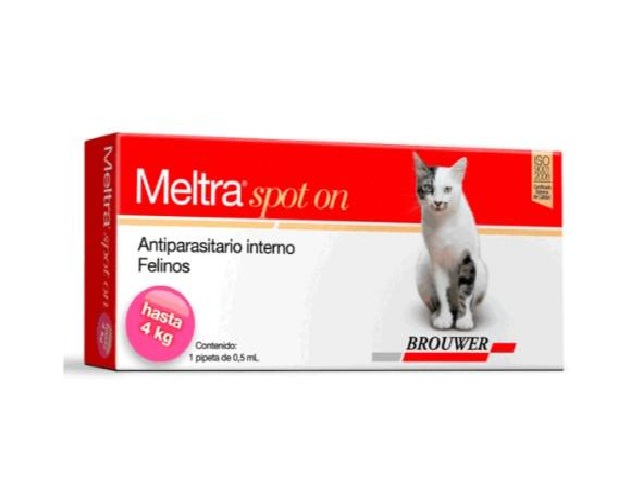 Meltra® spot on
Antiparasitario interno
Felinos
hasta
4 kg
Contenido:
1 pipeta de 0,5 mL
BROUWER
ISO
Meltra spot on